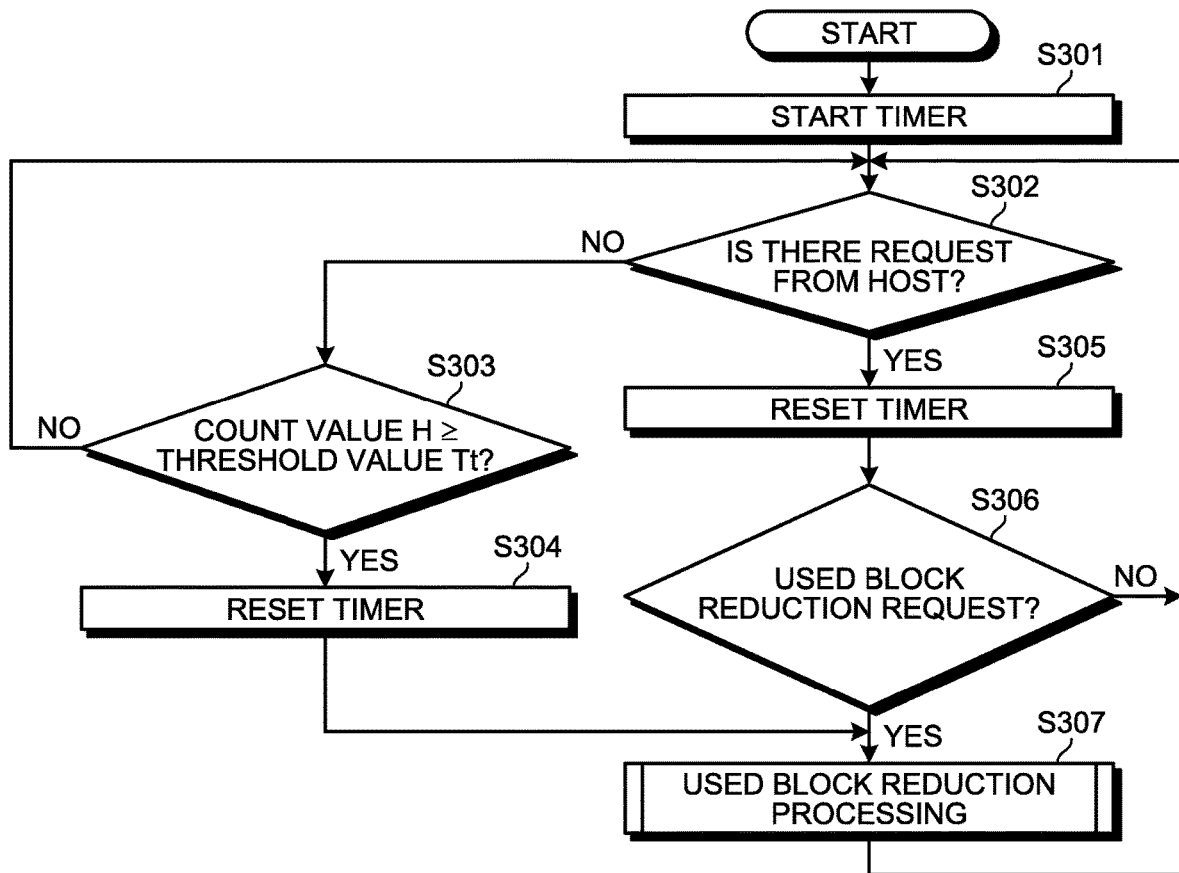 START
S301
START TIMER
S302
NO
IS THERE REQUEST
FROM HOST?
YES
S305
S303
RESET TIMER
NO
COUNT VALUE H ≥
THRESHOLD VALUE Tt?
S306
YES
S304
USED BLOCK
REDUCTION REQUEST?
NO
RESET TIMER
YES
S307
USED BLOCK REDUCTION
PROCESSING